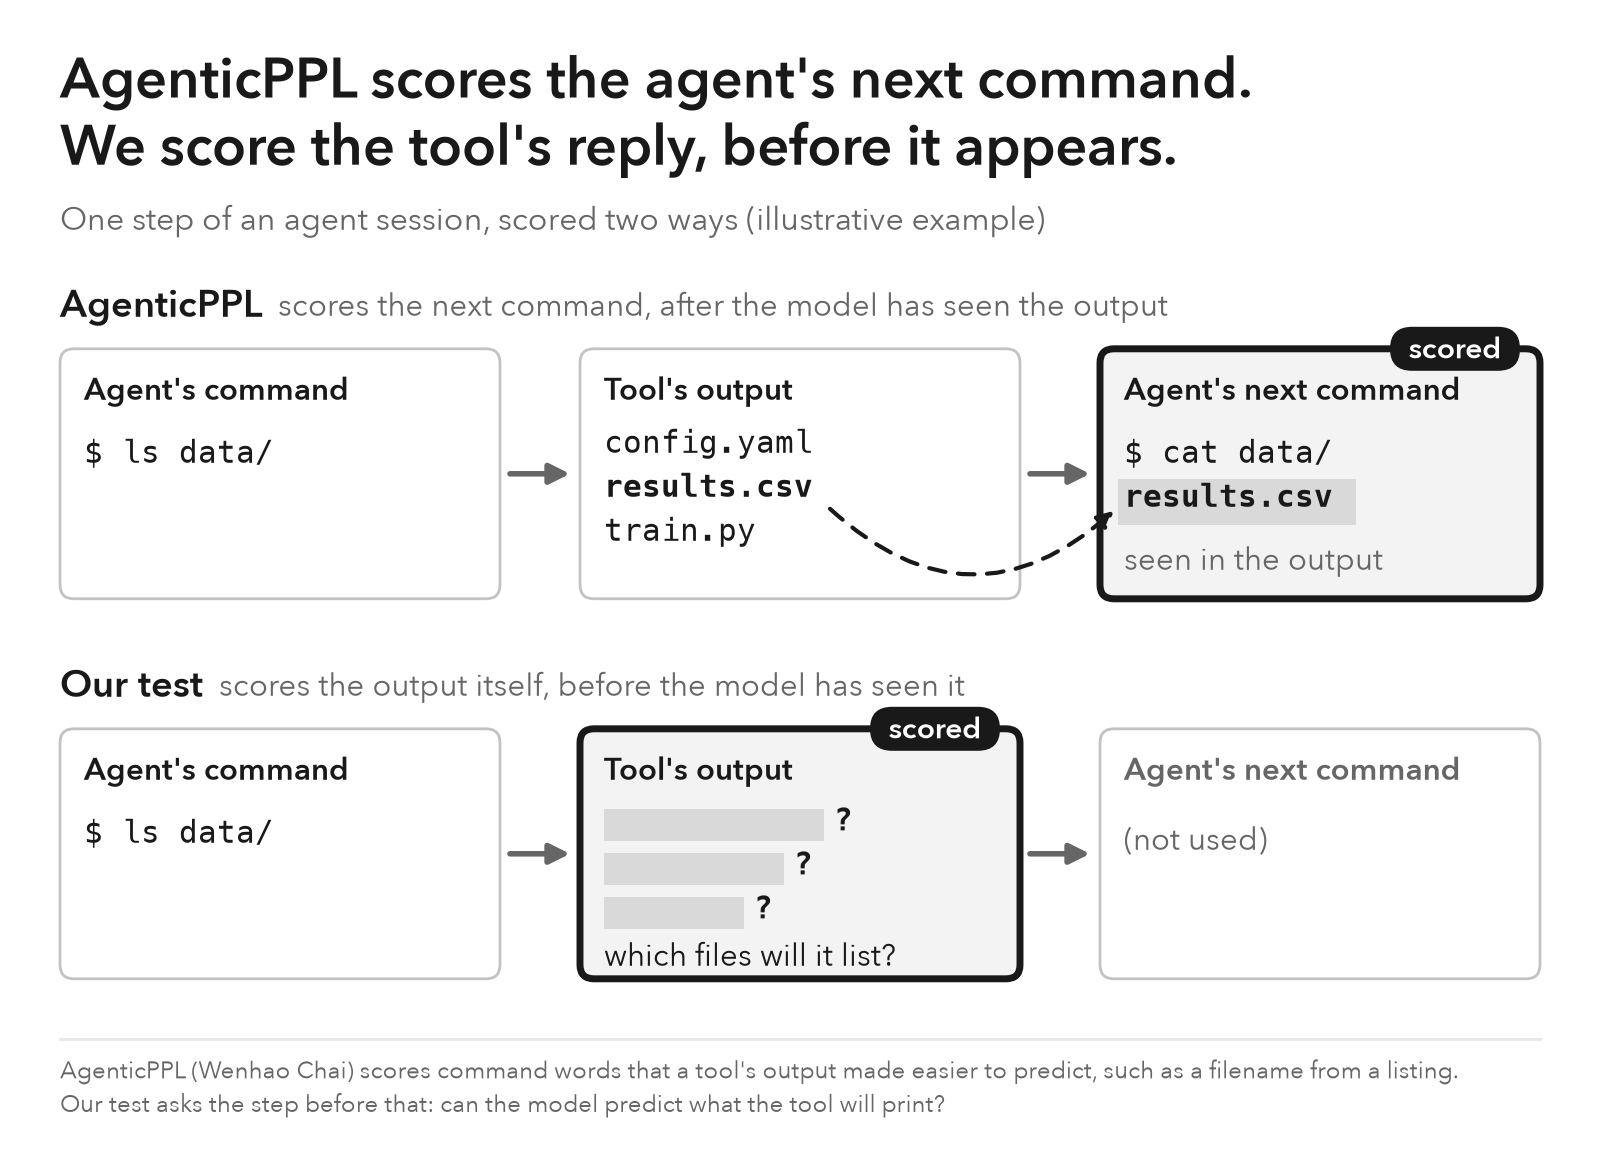 AgenticPPL scores the agent's next command.
We score the tool's reply, before it appears.
One step of an agent session, scored two ways (illustrative example)
AgenticPPL scores the next command, after the model has seen the output
Agent's command
$ ls data/
Tool's output
config.yaml
results.csv
train.py
scored
Agent's next command
$ cat data/
results.csv
seen in the output
Our test scores the output itself, before the model has seen it
Agent's command
$ ls data/
scored
Tool's output
?
?
?
which files will it list?
Agent's next command
(not used)
AgenticPPL (Wenhao Chai) scores command words that a tool's output made easier to predict, such as a filename from a listing.
Our test asks the step before that: can the model predict what the tool will print?